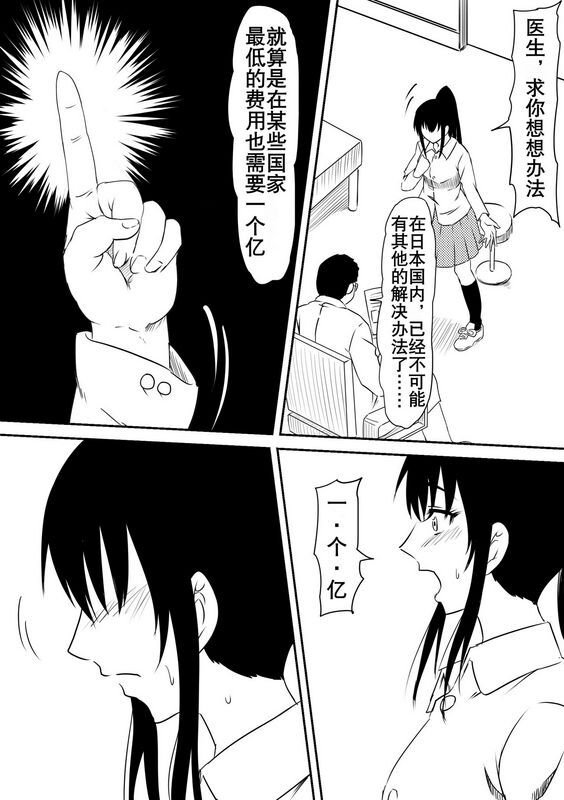 医生，求你想想办法
在日本国内，已经不可能
有其他的解决办法了……
就算是在某些国家
最低的费用也需要一个亿
一·个·亿